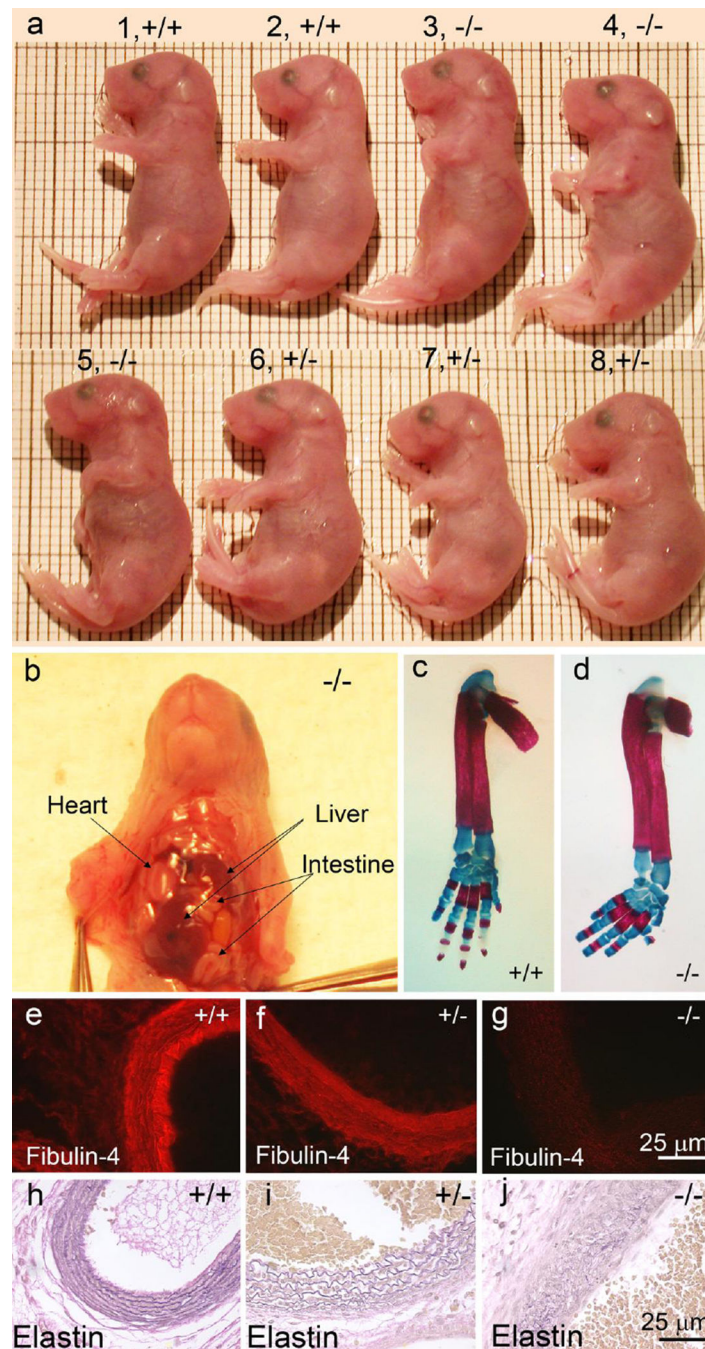 a
1, +/+ 2, +/+ 3, -/- 4, -/-
5, -/- 6, +/- 7, +/- 8, +/-
b
-/-
Heart
Liver
Intestine
c
+/+
d
-/-
e +/+
Fibulin-4
f +/-
Fibulin-4
g -/-
Fibulin-4
25 μm
h +/+
Elastin
i +/-
Elastin
j -/-
Elastin
25 μm